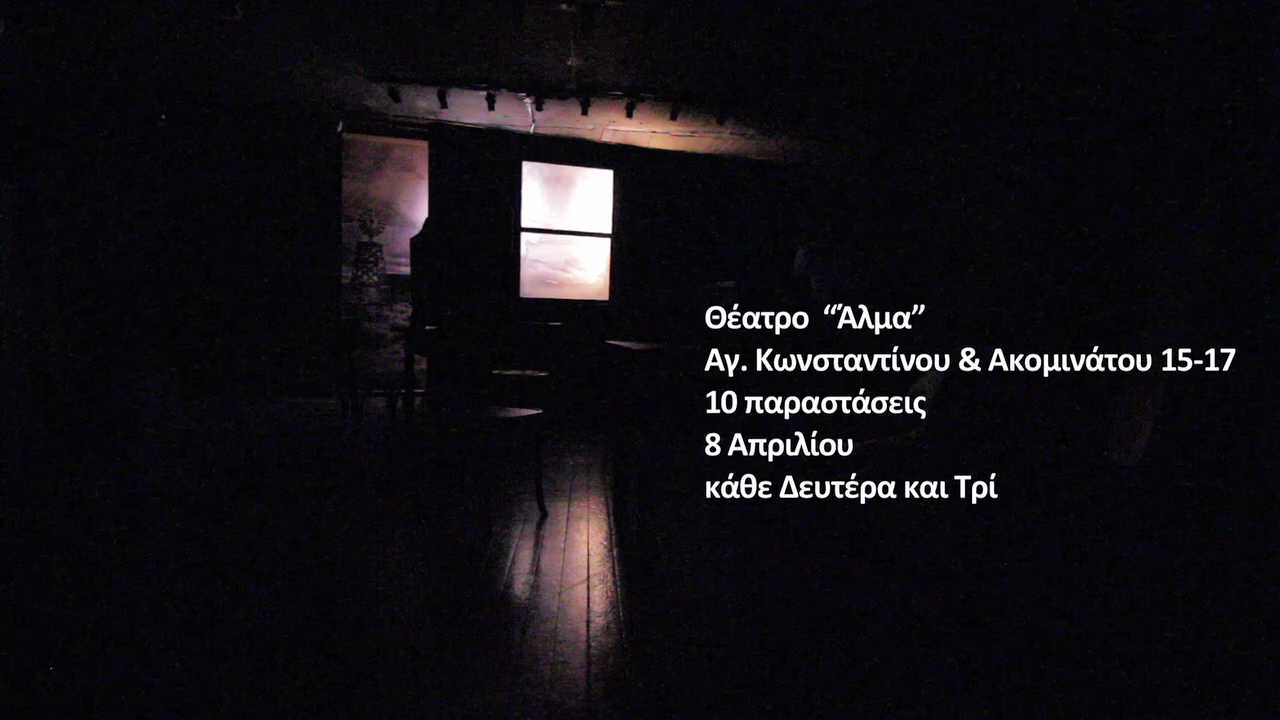 Θέατρο “Άλμα”
Αγ. Κωνσταντίνου & Ακομινάτου 15-17
10 παραστάσεις
8 Απριλίου
κάθε Δευτέρα και Τρί